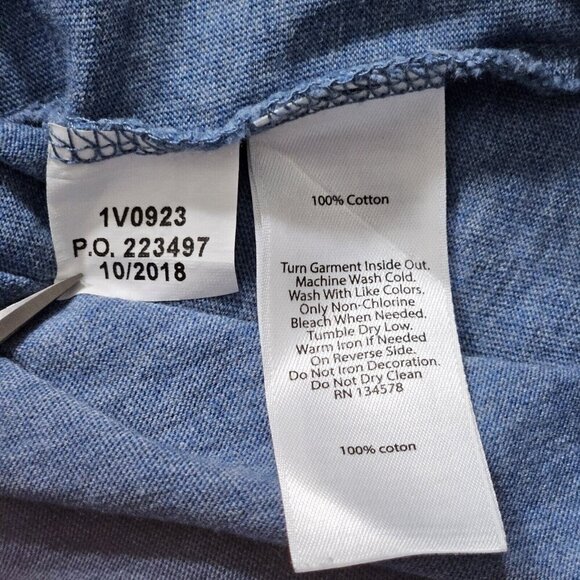 1V0923
P.O. 223497
10/2018
100% Cotton
Turn Garment Inside Out.
Machine Wash Cold.
Wash With Like Colors.
Only Non-Chlorine
Bleach When Needed.
Tumble Dry Low.
Warm Iron if Needed
On Reverse Side.
Do Not Iron Decoration.
Do Not Dry Clean
RN 134578
100% coton